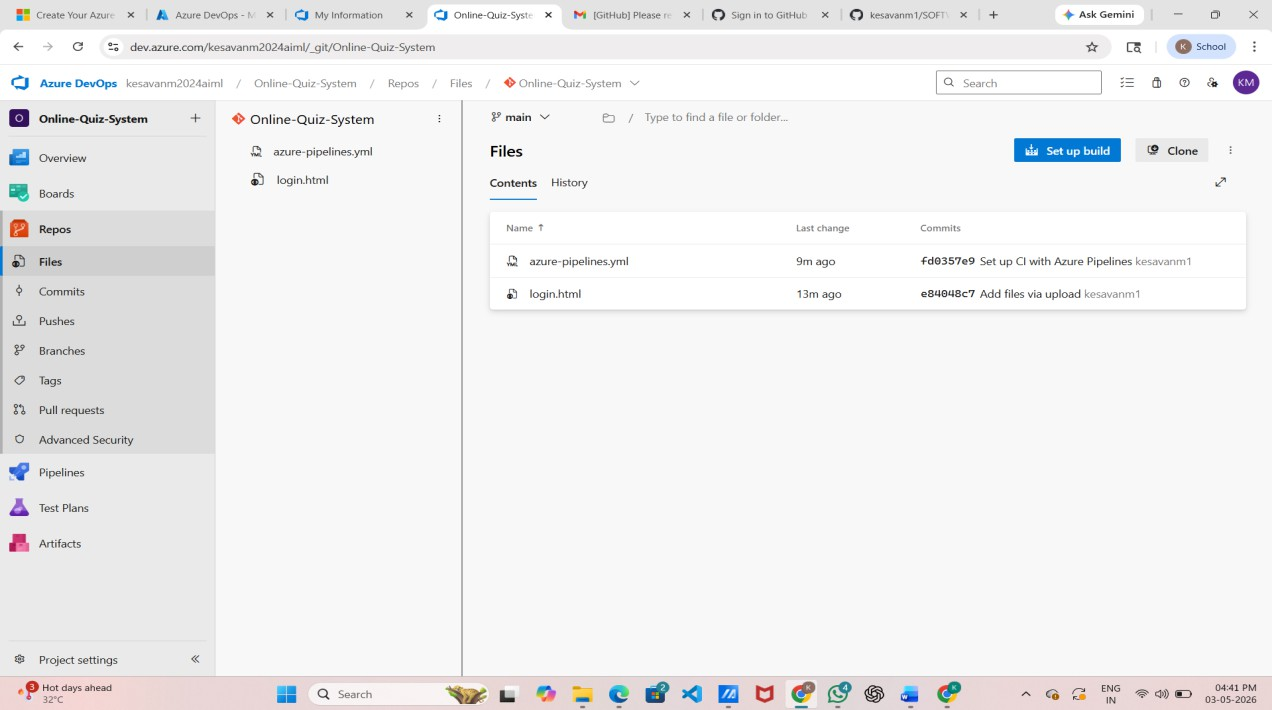 Create Your Azure
Azure DevOps - M
My Information
Online-Quiz-Syste
[GitHub] Please re
Sign in to GitHub
kesavanm1/SOFT
Ask Gemini
dev.azure.com/kesavanm2024aiml/_git/Online-Quiz-System
K School
Azure DevOps kesavanm2024aiml / Online-Quiz-System / Repos / Files / Online-Quiz-System
Search
KM
O Online-Quiz-System
Overview
Boards
Repos
Files
Commits
Pushes
Branches
Tags
Pull requests
Advanced Security
Pipelines
Test Plans
Artifacts
Project settings
Online-Quiz-System
azure-pipelines.yml
login.html
main / Type to find a file or folder...
Files
Set up build
Clone
Contents History
Name ↑ Last change Commits
azure-pipelines.yml 9m ago fd0357e9 Set up CI with Azure Pipelines kesavanm1
login.html 13m ago e84048c7 Add files via upload kesavanm1
3
Hot days ahead
32°C
Search
2
K
4
K
ENG
IN
04:41 PM
03-05-2026